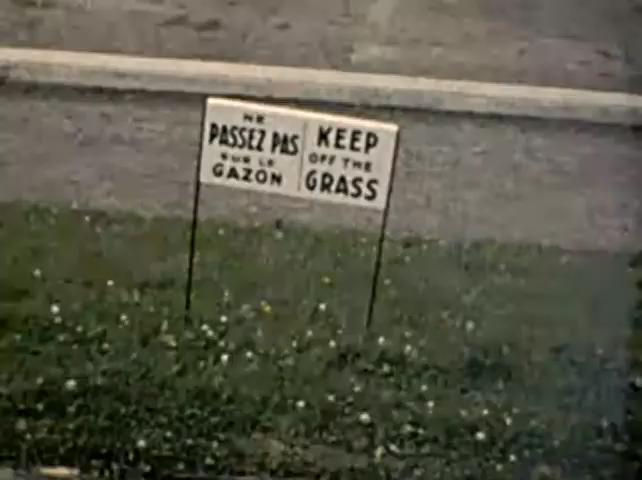 NE
PASSEZ PAS
SUR LE
GAZON
KEEP
OFF THE
GRASS